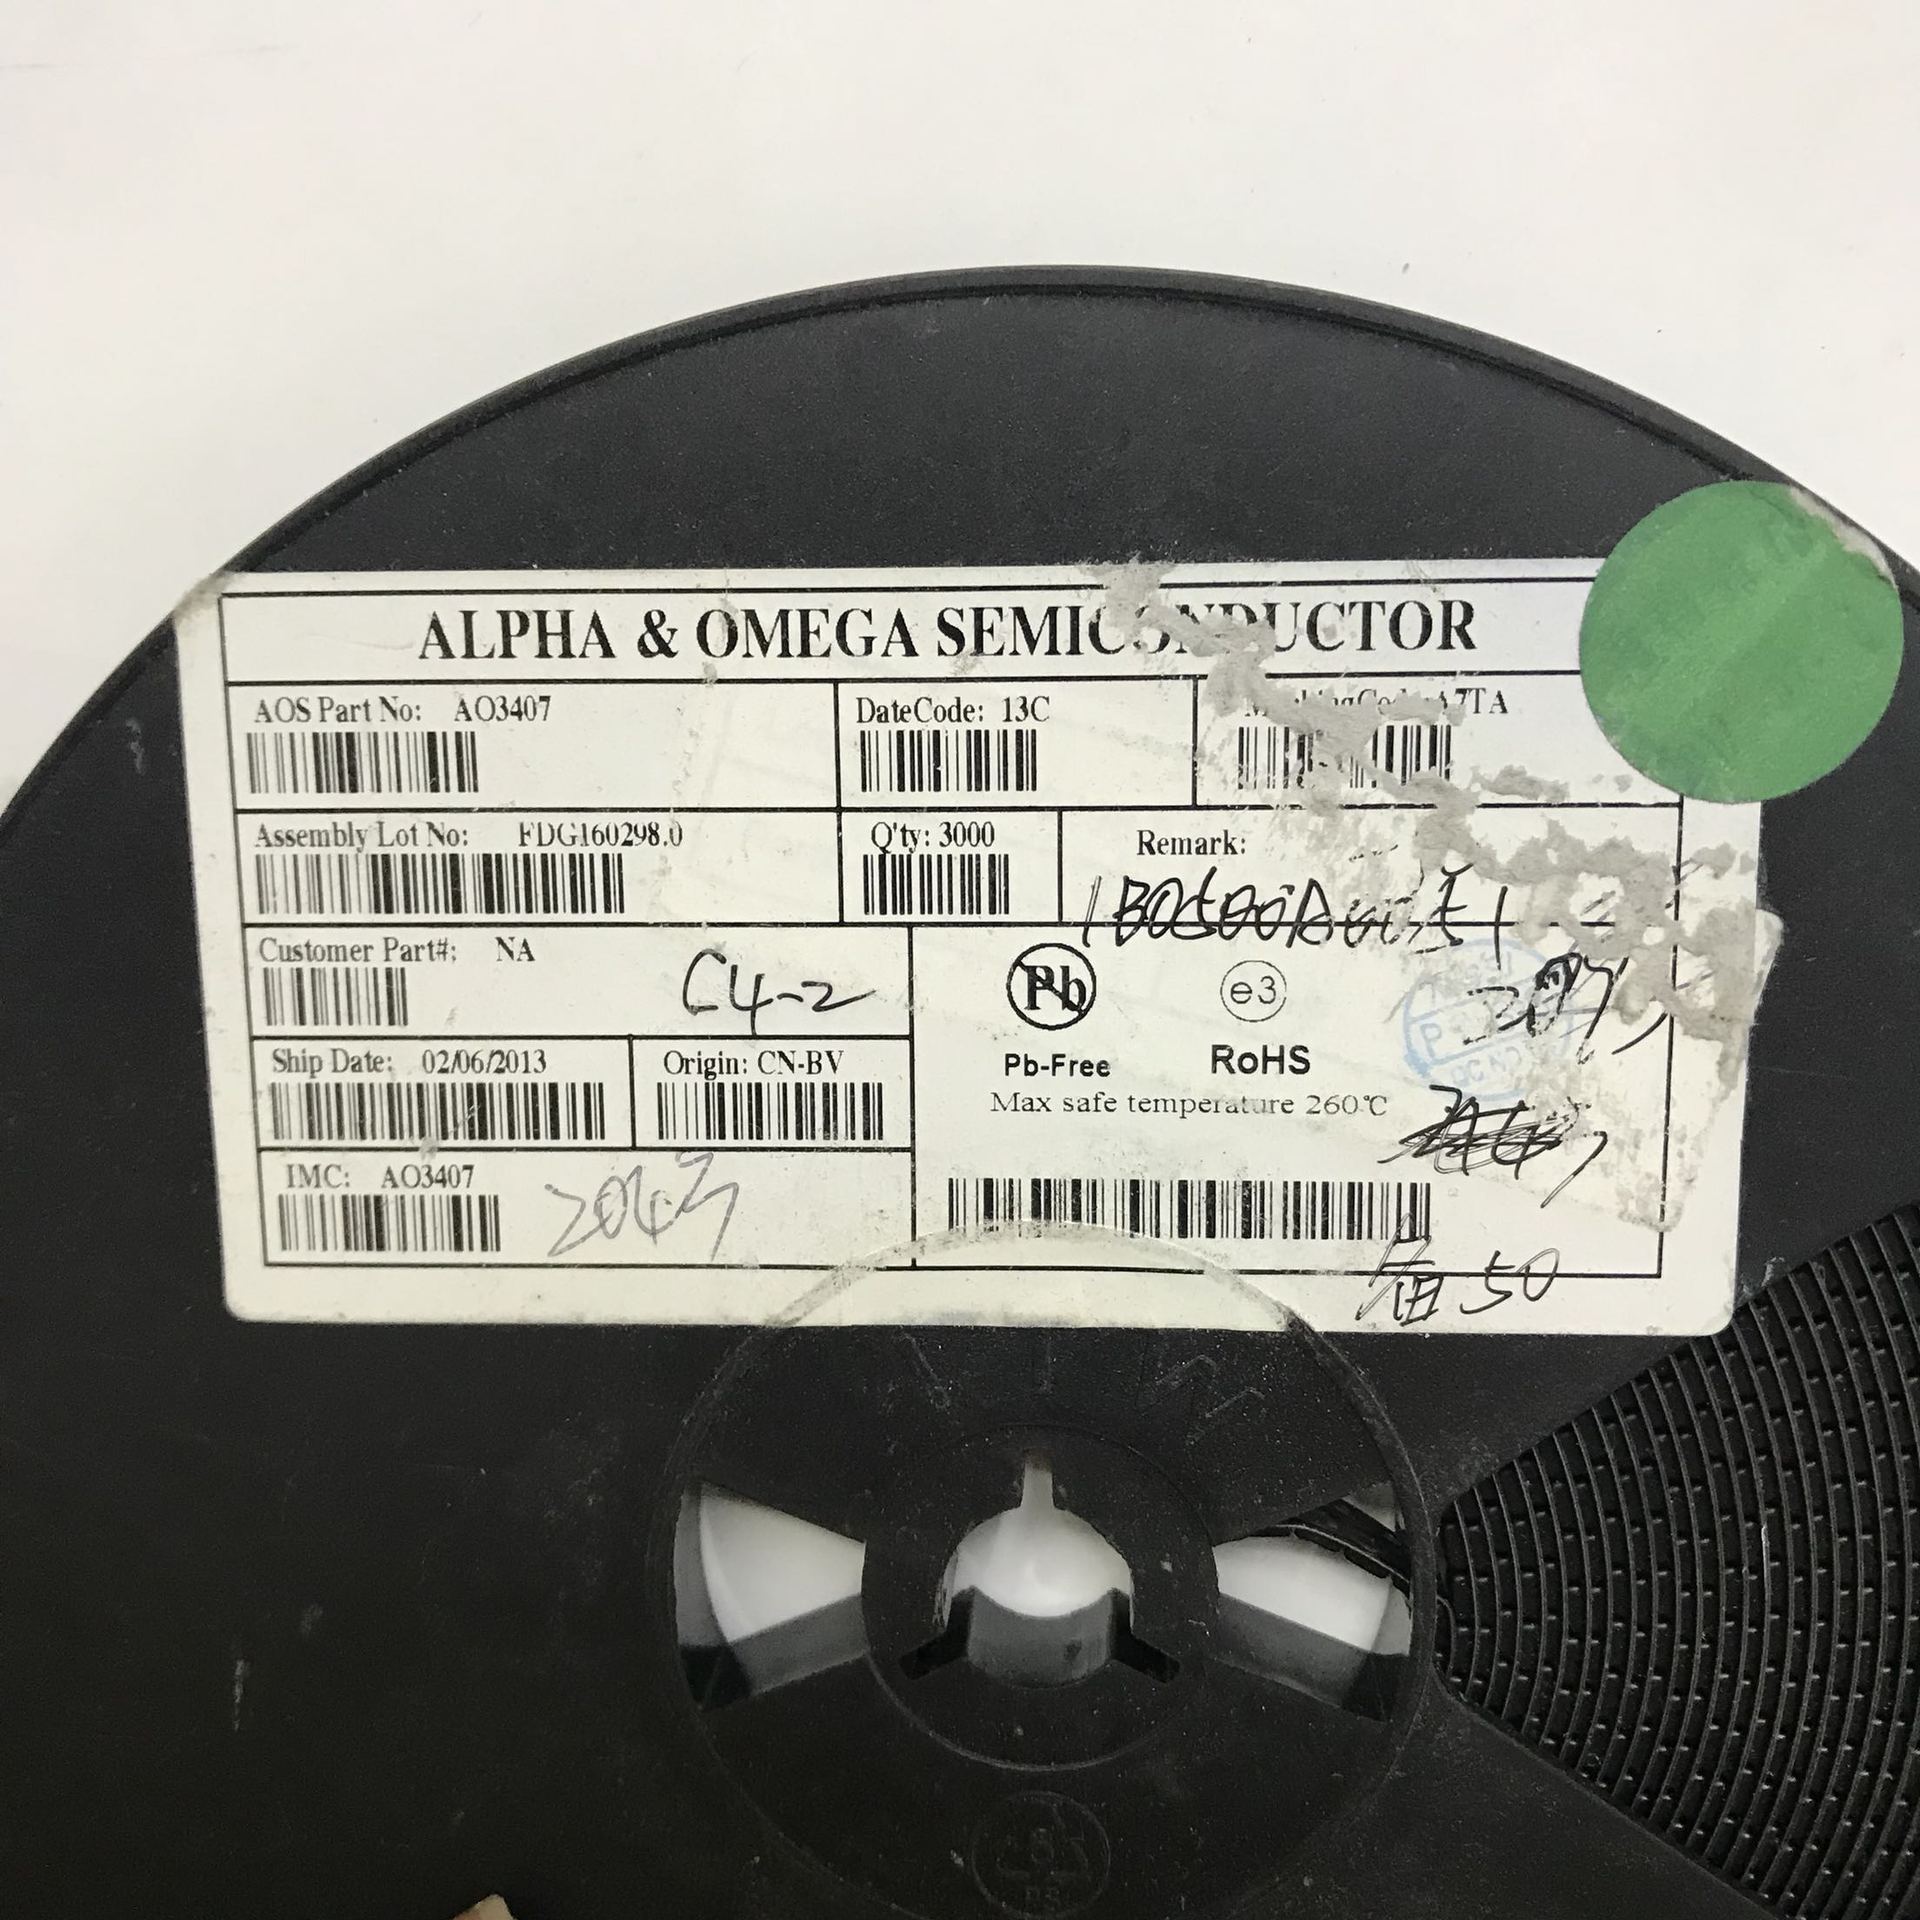 ALPHA & OMEGA SEMICONDUCTOR
AOS Part No: AO3407
DateCode: 13C
A7TA
Assembly Lot No: FDG160298.0
Q'ty: 3000
Remark:
Customer Part#: NA
C4-2
Pb
e3
Ship Date: 02/06/2013
Origin: CN-BV
Pb-Free
RoHS
Max safe temperature 260℃
IMC: AO3407
50